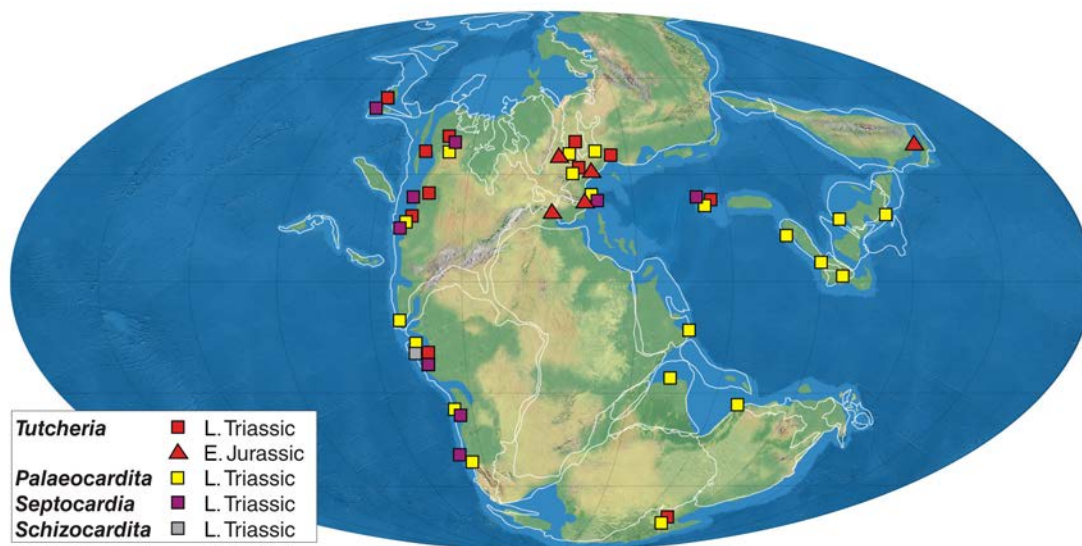 Tutcheria L. Triassic
E. Jurassic
Palaeocardita L. Triassic
Septocardia L. Triassic
Schizocardita L. Triassic